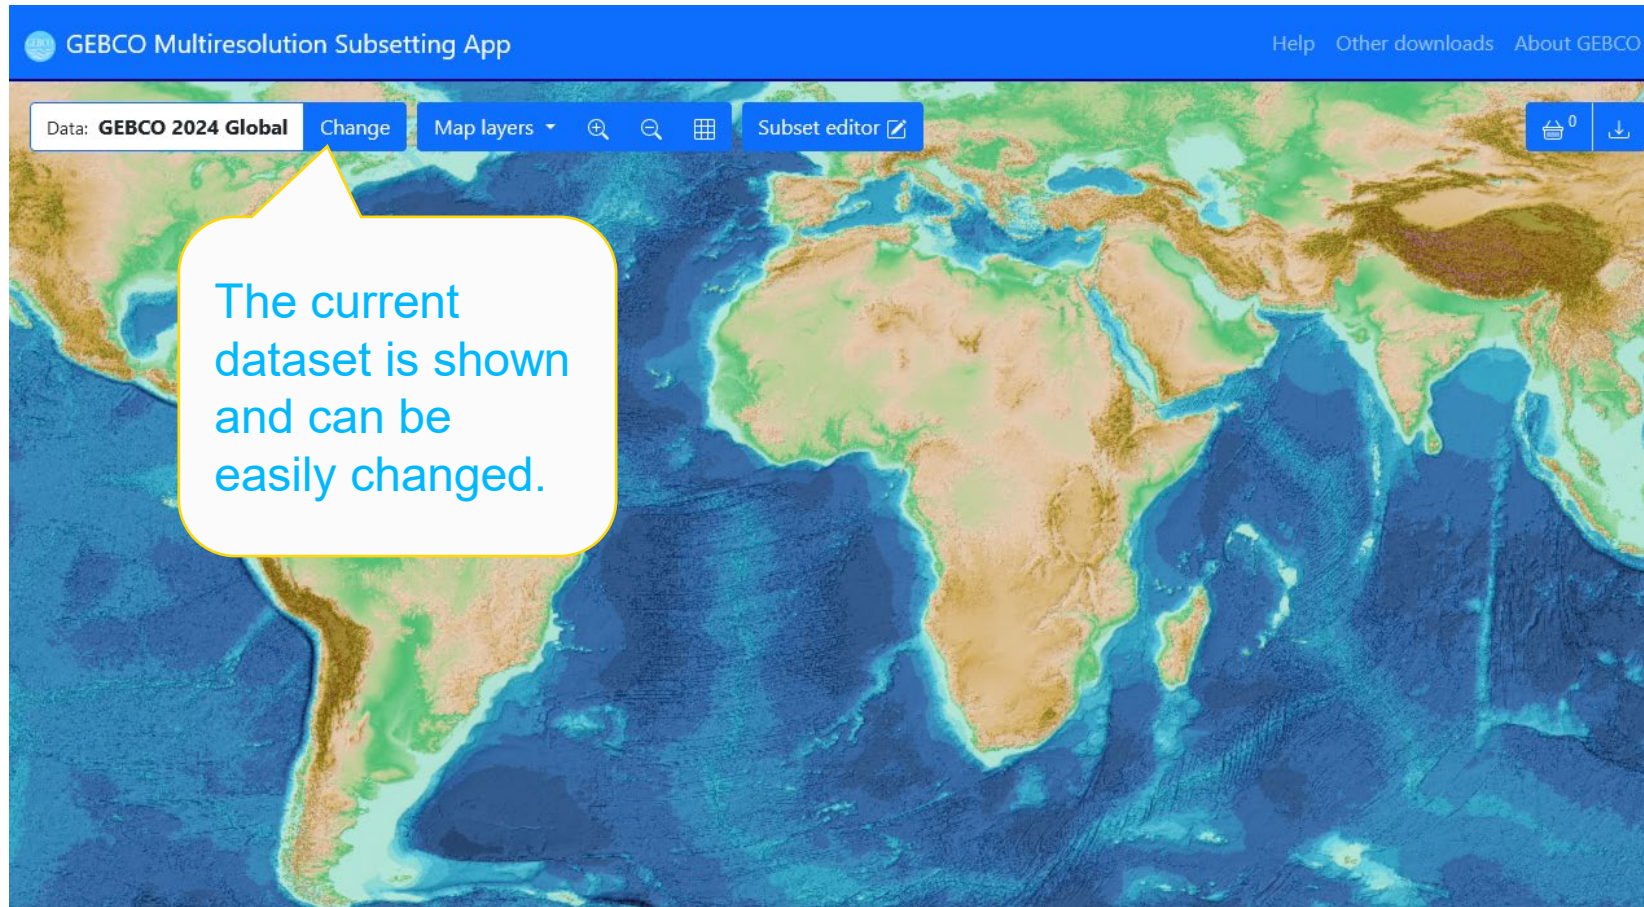 GEBCO Multiresolution Subsetting App
Help Other downloads About GEBCO
Data: GEBCO 2024 Global Change Map layers Subset editor 0
The current
dataset is shown
and can be
easily changed.